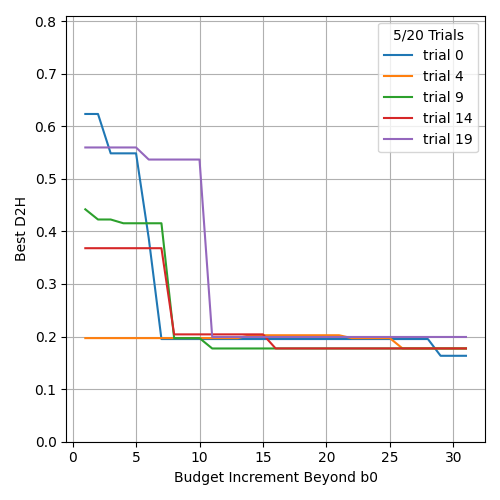 5/20 Trials
trial 0
trial 4
trial 9
trial 14
trial 19
0.8
0.7
0.6
0.5
0.4
0.3
0.2
0.1
0.0
Best D2H
0 5 10 15 20 25 30
Budget Increment Beyond b0